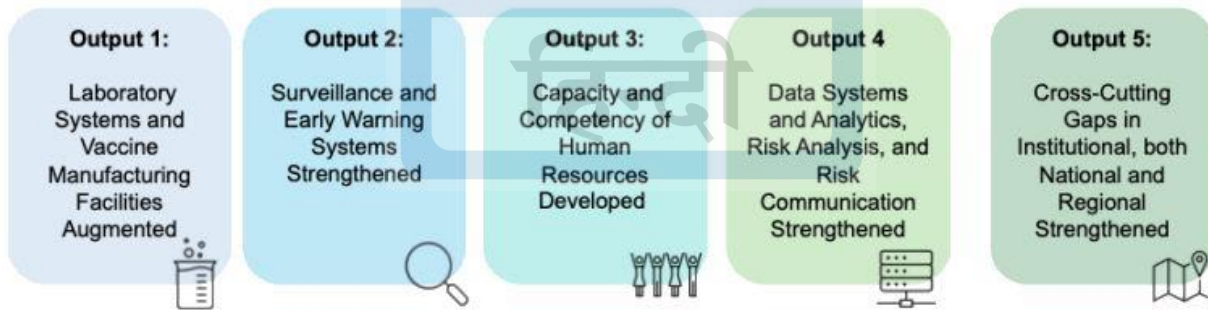 Output 1:
Laboratory
Systems and
Vaccine
Manufacturing
Facilities
Augmented
Output 2:
Surveillance and
Early Warning
Systems
Strengthened
Output 3:
Capacity and
Competency of
Human
Resources
Developed
Output 4
Data Systems
and Analytics,
Risk Analysis, and
Risk
Communication
Strengthened
Output 5:
Cross-Cutting
Gaps in
Institutional, both
National and
Regional
Strengthened
हिन्दी